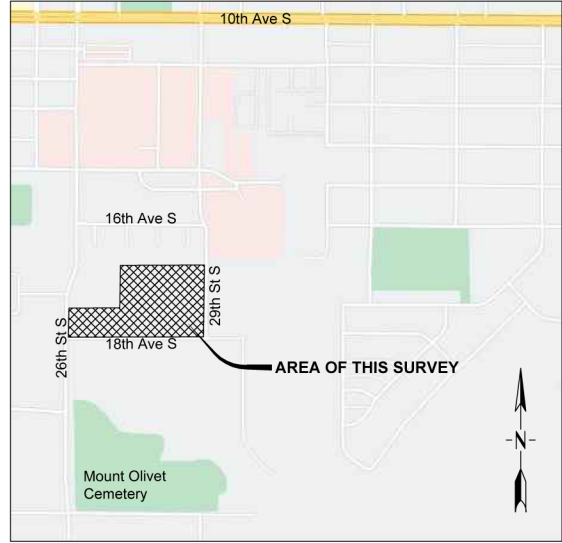 10th Ave S
16th Ave S
29th St S
26th St S
18th Ave S
AREA OF THIS SURVEY
-N-
Mount Olivet
Cemetery